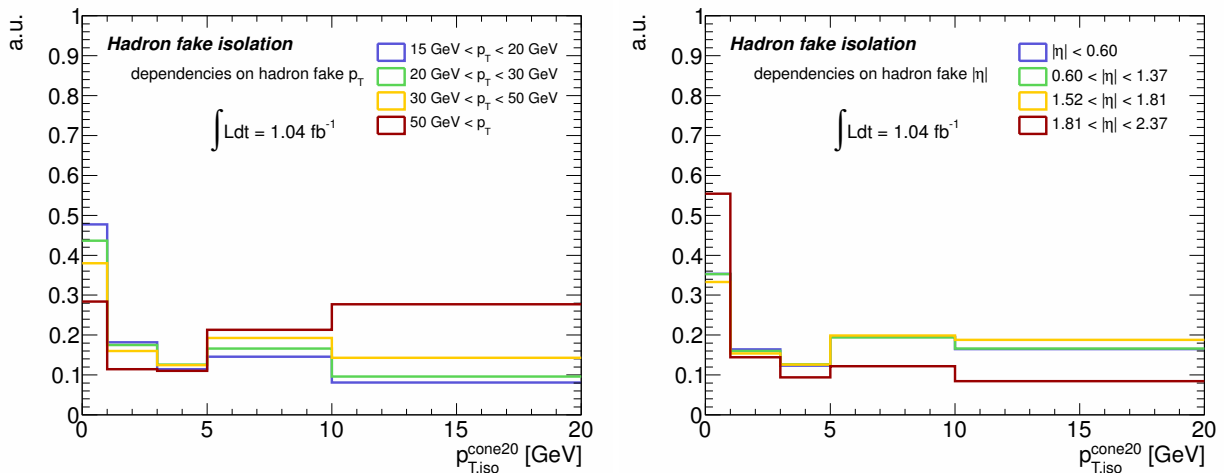 a.u.
1
0.9
0.8
0.7
0.6
0.5
0.4
0.3
0.2
0.1
0
Hadron fake isolation
dependencies on hadron fake p_T
∫ Ldt = 1.04 fb⁻¹
15 GeV < p_T < 20 GeV
20 GeV < p_T < 30 GeV
30 GeV < p_T < 50 GeV
50 GeV < p_T
0 5 10 15 20
p_{T,iso}^{cone20} [GeV]
a.u.
1
0.9
0.8
0.7
0.6
0.5
0.4
0.3
0.2
0.1
0
Hadron fake isolation
dependencies on hadron fake |η|
∫ Ldt = 1.04 fb⁻¹
|η| < 0.60
0.60 < |η| < 1.37
1.52 < |η| < 1.81
1.81 < |η| < 2.37
0 5 10 15 20
p_{T,iso}^{cone20} [GeV]